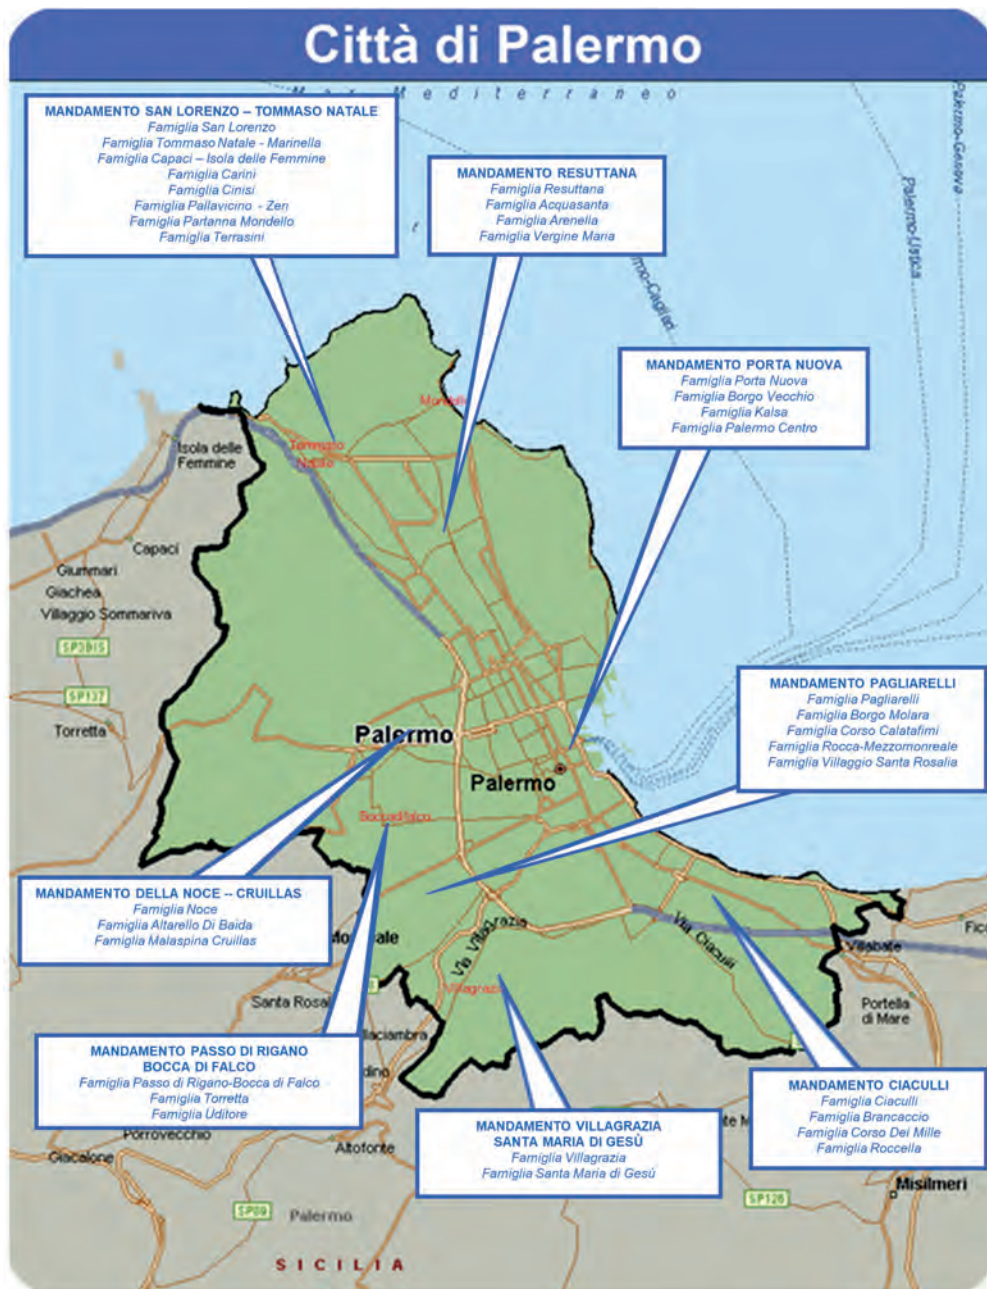 Città di Palermo
Mar Mediterraneo
MANDAMENTO SAN LORENZO – TOMMASO NATALE
Famiglia San Lorenzo
Famiglia Tommaso Natale - Marinella
Famiglia Capaci – Isola delle Femmine
Famiglia Carini
Famiglia Cinisi
Famiglia Pallavicino - Zen
Famiglia Partanna Mondello
Famiglia Terrasini
MANDAMENTO RESUTTANA
Famiglia Resuttana
Famiglia Acquasanta
Famiglia Arenella
Famiglia Vergine Maria
Palermo-Genova
Palermo-Ustica
rmo-Cagliari
MANDAMENTO PORTA NUOVA
Famiglia Porta Nuova
Famiglia Borgo Vecchio
Famiglia Kalsa
Famiglia Palermo Centro
Mondello
Tommaso
Natale
Isola delle
Femmine
Capaci
Giummari
Giachea
Villaggio Sommariva
SP3BIS
SP137
Torretta
MANDAMENTO PAGLIARELLI
Famiglia Pagliarelli
Famiglia Borgo Molara
Famiglia Corso Calatafimi
Famiglia Rocca-Mezzomonreale
Famiglia Villaggio Santa Rosalia
Palermo
Palermo
Boccadifalco
MANDAMENTO DELLA NOCE – CRUILLAS
Famiglia Noce
Famiglia Altarello Di Baida
Famiglia Malaspina Cruillas
Via Villagrazia
Via Ciaculli
Villabate
Villagrazia
Santa Rosal
Portella
di Mare
llaciambra
MANDAMENTO PASSO DI RIGANO
BOCCA DI FALCO
Famiglia Passo di Rigano-Bocca di Falco
Famiglia Torretta
Famiglia Uditore
dino
MANDAMENTO VILLAGRAZIA
SANTA MARIA DI GESÙ
Famiglia Villagrazia
Famiglia Santa Maria di Gesù
MANDAMENTO CIACULLI
Famiglia Ciaculli
Famiglia Brancaccio
Famiglia Corso Dei Mille
Famiglia Roccella
Porrovecchio
Giacalone
Altofonte
Misilmeri
SP69
SP126
Palermo
SICILIA